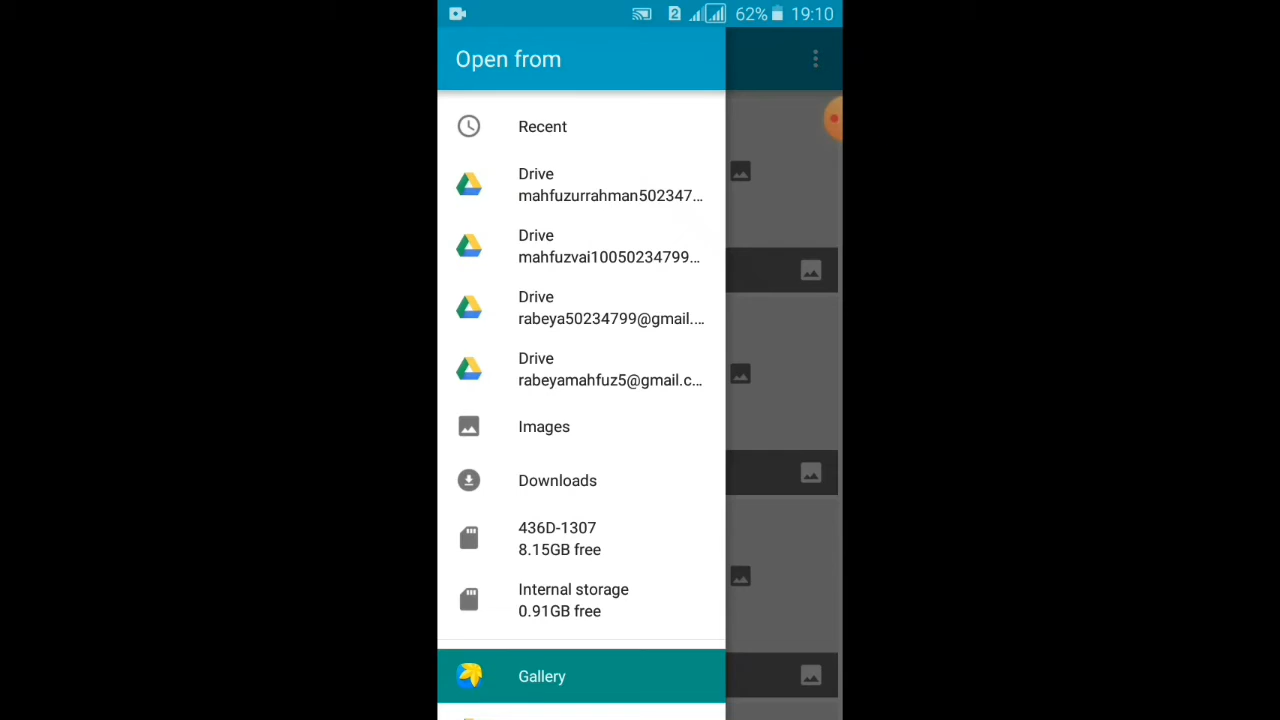 2 62% 19:10
Open from
Recent
Drive
mahfuzurrahman502347...
Drive
mahfuzvai10050234799...
Drive
rabeya50234799@gmail....
Drive
rabeyamahfuz5@gmail.c...
Images
Downloads
436D-1307
8.15GB free
Internal storage
0.91GB free
Gallery